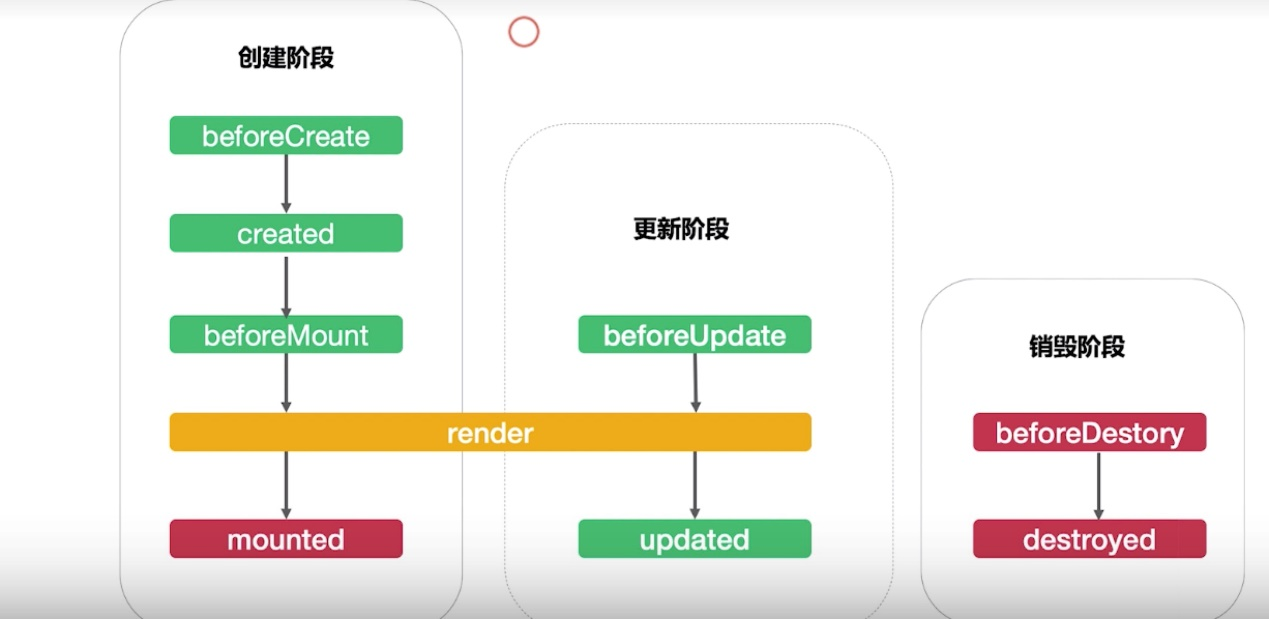 创建阶段
beforeCreate
created
beforeMount
render
mounted
更新阶段
beforeUpdate
updated
销毁阶段
beforeDestory
destroyed